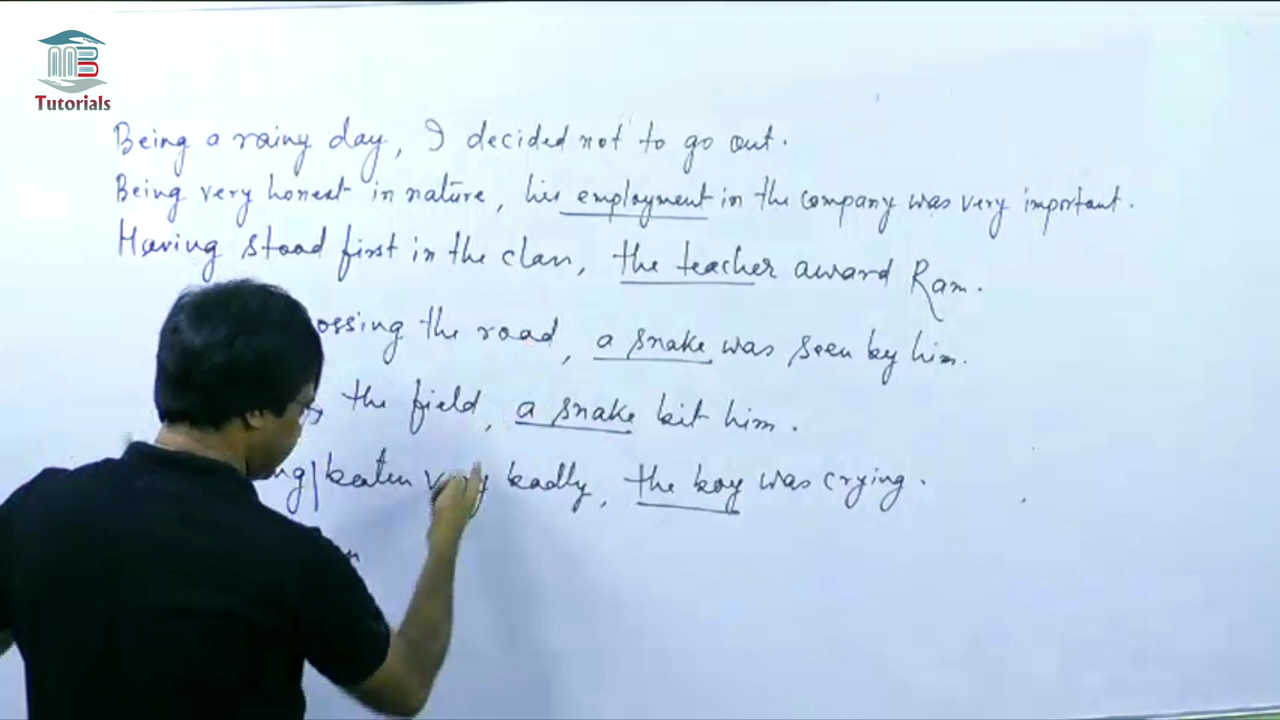 Tutorials
Being a rainy day, I decided not to go out.
Being very honest in nature, his employment in the company was very important.
Having stood first in the class, the teacher award Ram.
ossing the road, a snake was seen by him.
the field, a snake bit him.
ng/beaten very badly, the boy was crying.